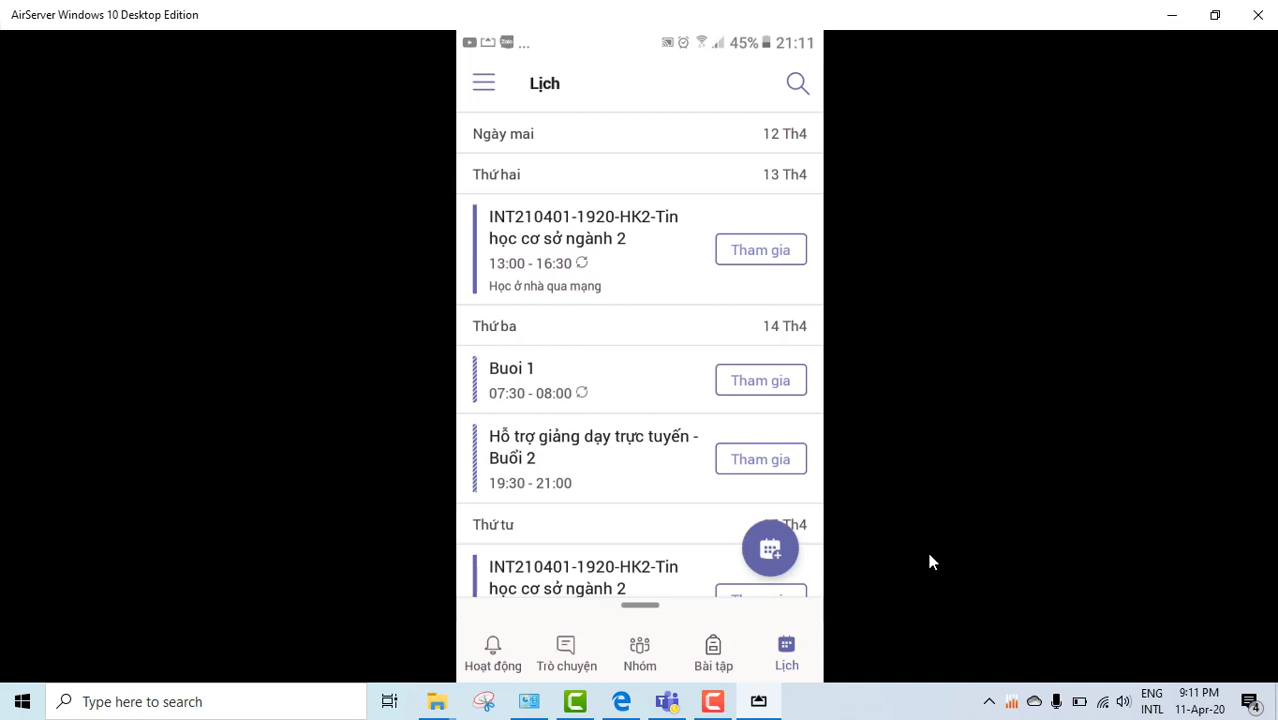 AirServer Windows 10 Desktop Edition
Zalo ... 45% 21:11
Lịch
Ngày mai 12 Th4
Thứ hai 13 Th4
INT210401-1920-HK2-Tin
học cơ sở ngành 2
13:00 - 16:30
Học ở nhà qua mạng
Tham gia
Thứ ba 14 Th4
Buoi 1
07:30 - 08:00
Tham gia
Hỗ trợ giảng dạy trực tuyến -
Buổi 2
19:30 - 21:00
Tham gia
Thứ tư Th4
INT210401-1920-HK2-Tin
học cơ sở ngành 2
Hoạt động Trò chuyện Nhóm Bài tập Lịch
Type here to search
ENG
INTL
9:11 PM
11-Apr-20
4